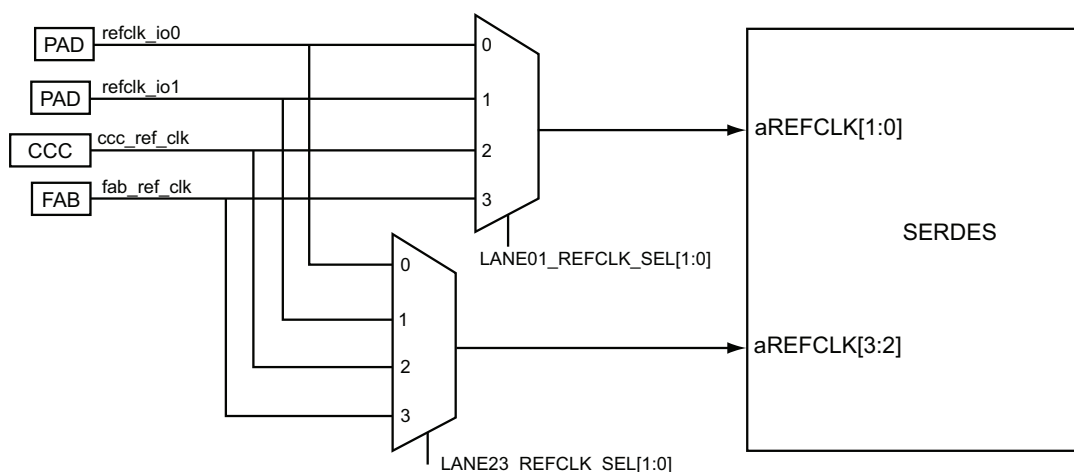 PAD refclk_io0
PAD refclk_io1
CCC ccc_ref_clk
FAB fab_ref_clk
0
1
2
3
aREFCLK[1:0]
SERDES
LANE01_REFCLK_SEL[1:0]
0
1
2
3
aREFCLK[3:2]
LANE23_REFCLK_SEL[1:0]